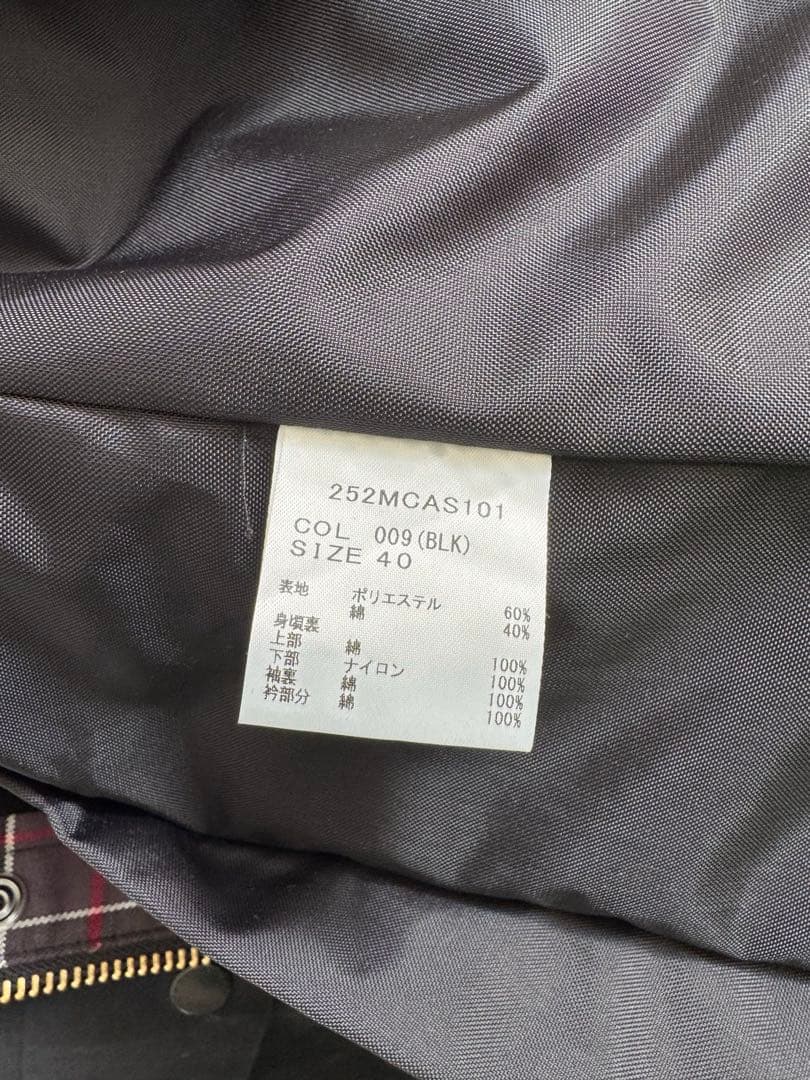 252MCAS101
COL 009(BLK)
SIZE 40
表地 ポリエステル 60%
綿 40%
身頃裏
上部 綿 100%
下部 ナイロン 100%
袖裏 綿 100%
衿部分 綿 100%